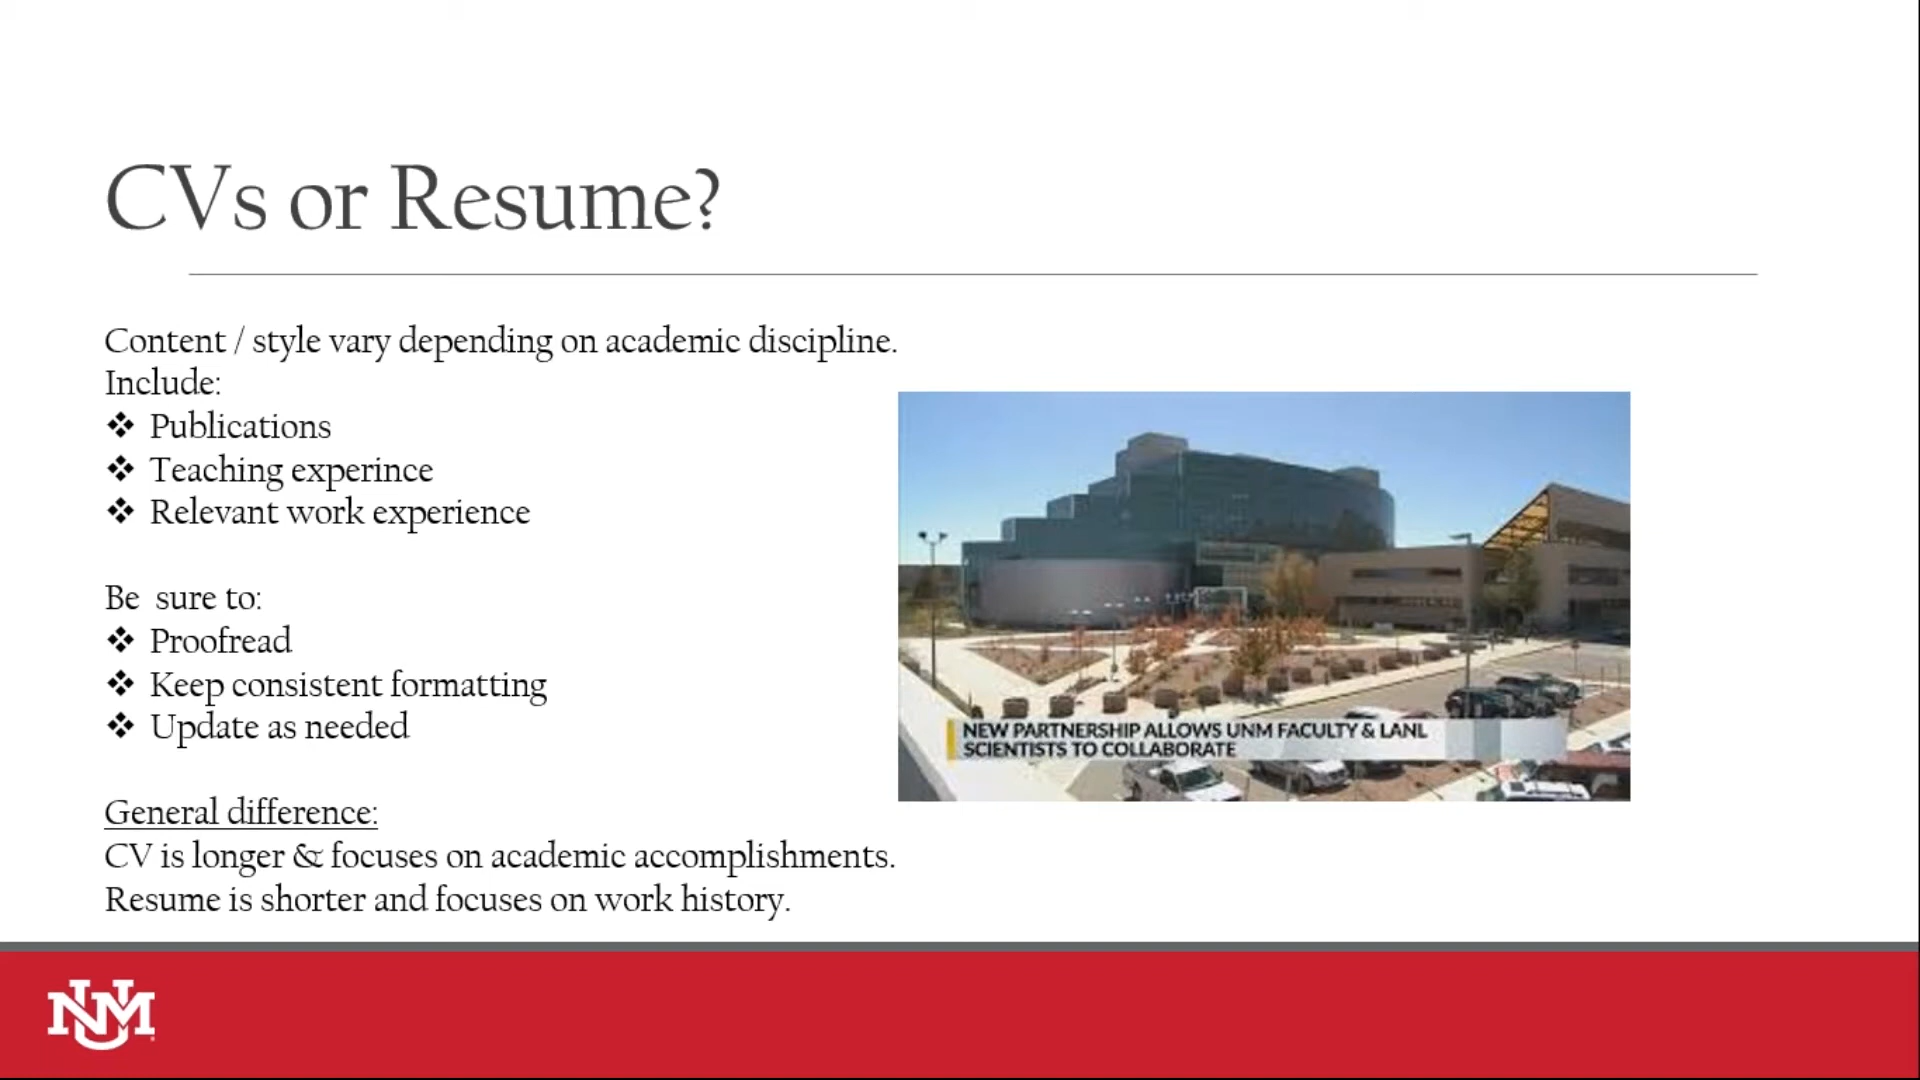 CVs or Resume?
Content / style vary depending on academic discipline.
Include:
❖ Publications
❖ Teaching experince
❖ Relevant work experience
Be  sure to:
❖ Proofread
❖ Keep consistent formatting
❖ Update as needed
General difference:
CV is longer & focuses on academic accomplishments.
Resume is shorter and focuses on work history.
NEW PARTNERSHIP ALLOWS UNM FACULTY & LANL
SCIENTISTS TO COLLABORATE
UNM